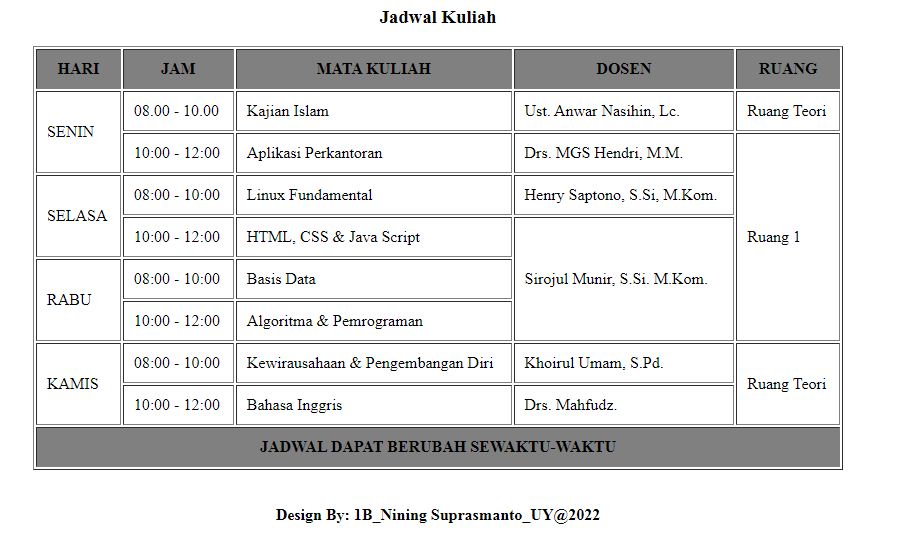 Jadwal Kuliah
HARI JAM MATA KULIAH DOSEN RUANG
SENIN 08.00 - 10.00 Kajian Islam Ust. Anwar Nasihin, Lc. Ruang Teori
10:00 - 12:00 Aplikasi Perkantoran Drs. MGS Hendri, M.M. Ruang 1
SELASA 08:00 - 10:00 Linux Fundamental Henry Saptono, S.Si, M.Kom.
10:00 - 12:00 HTML, CSS & Java Script Sirojul Munir, S.Si. M.Kom.
RABU 08:00 - 10:00 Basis Data
10:00 - 12:00 Algoritma & Pemrograman
KAMIS 08:00 - 10:00 Kewirausahaan & Pengembangan Diri Khoirul Umam, S.Pd. Ruang Teori
10:00 - 12:00 Bahasa Inggris Drs. Mahfudz.
JADWAL DAPAT BERUBAH SEWAKTU-WAKTU
Design By: 1B_Nining Suprasmanto_UY@2022